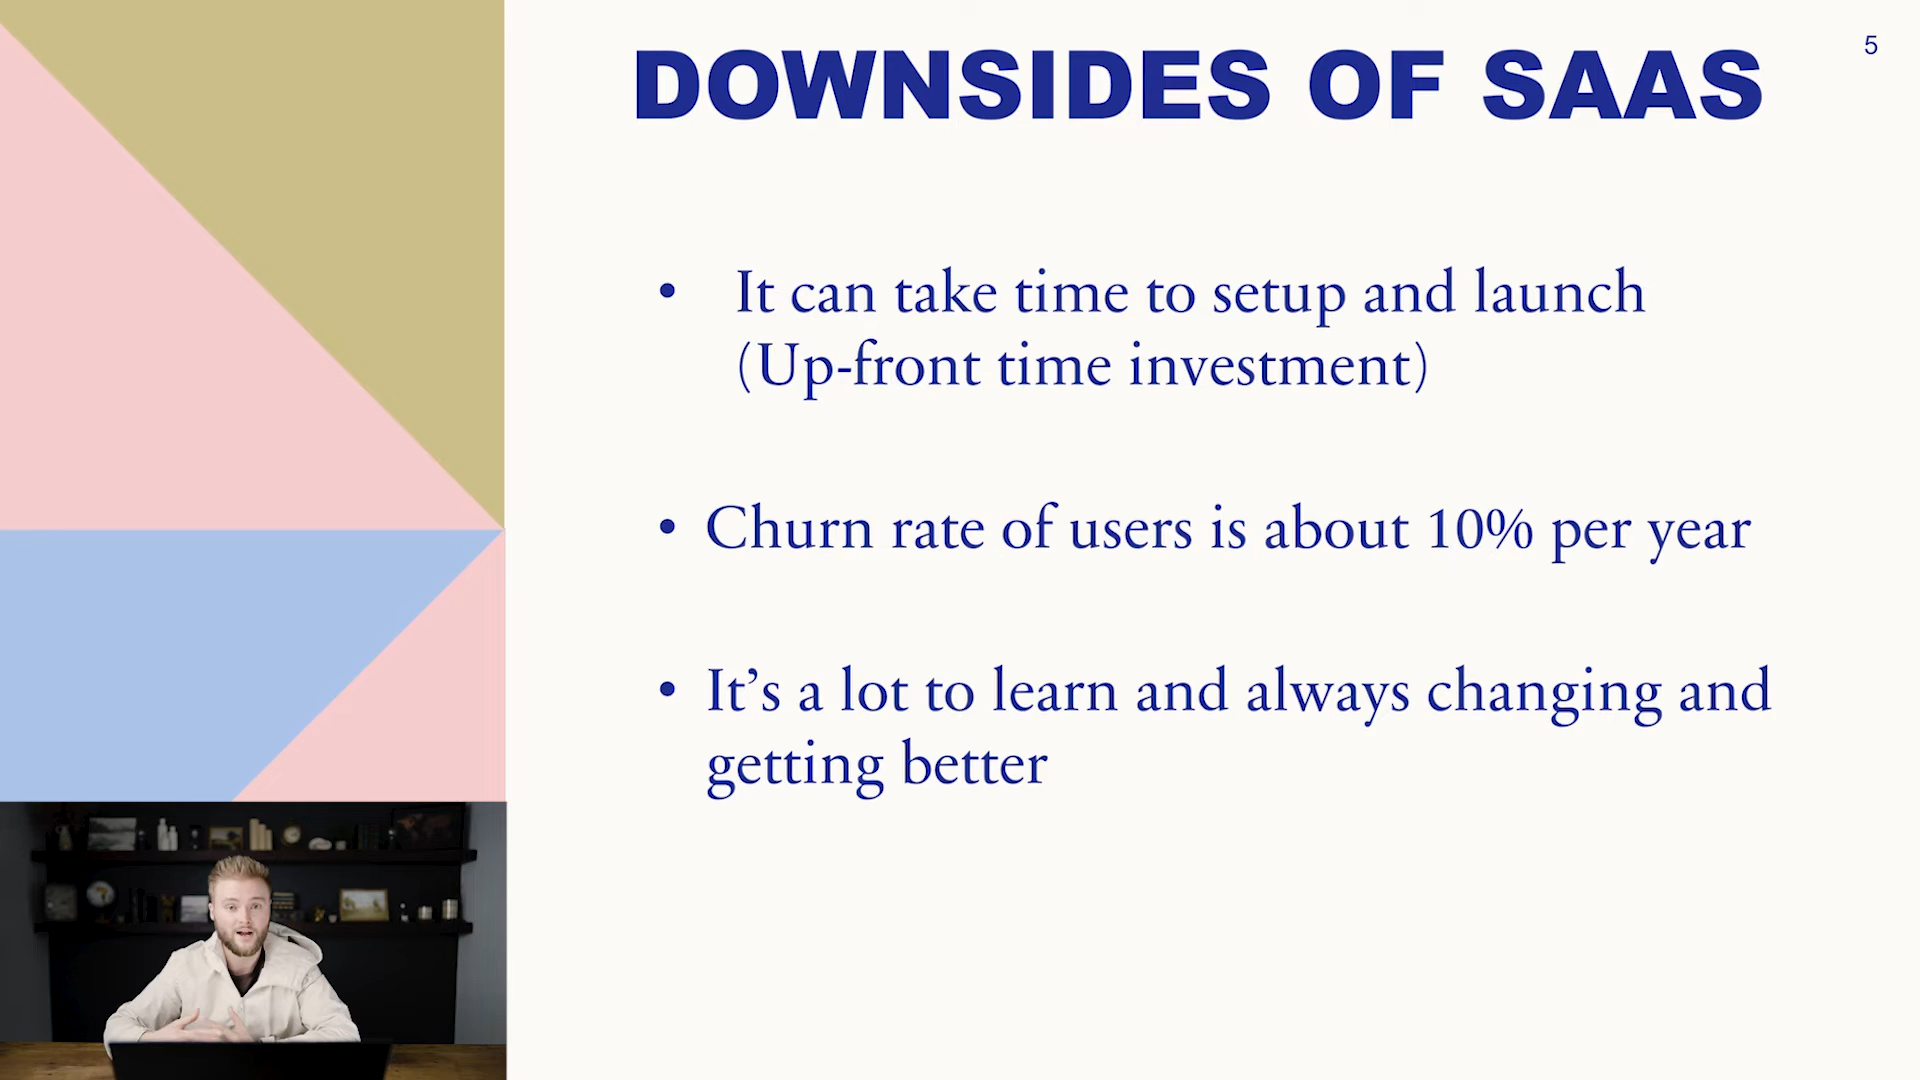 DOWNSIDES OF SAAS
5
• It can take time to setup and launch
(Up-front time investment)
• Churn rate of users is about 10% per year
• It’s a lot to learn and always changing and
getting better